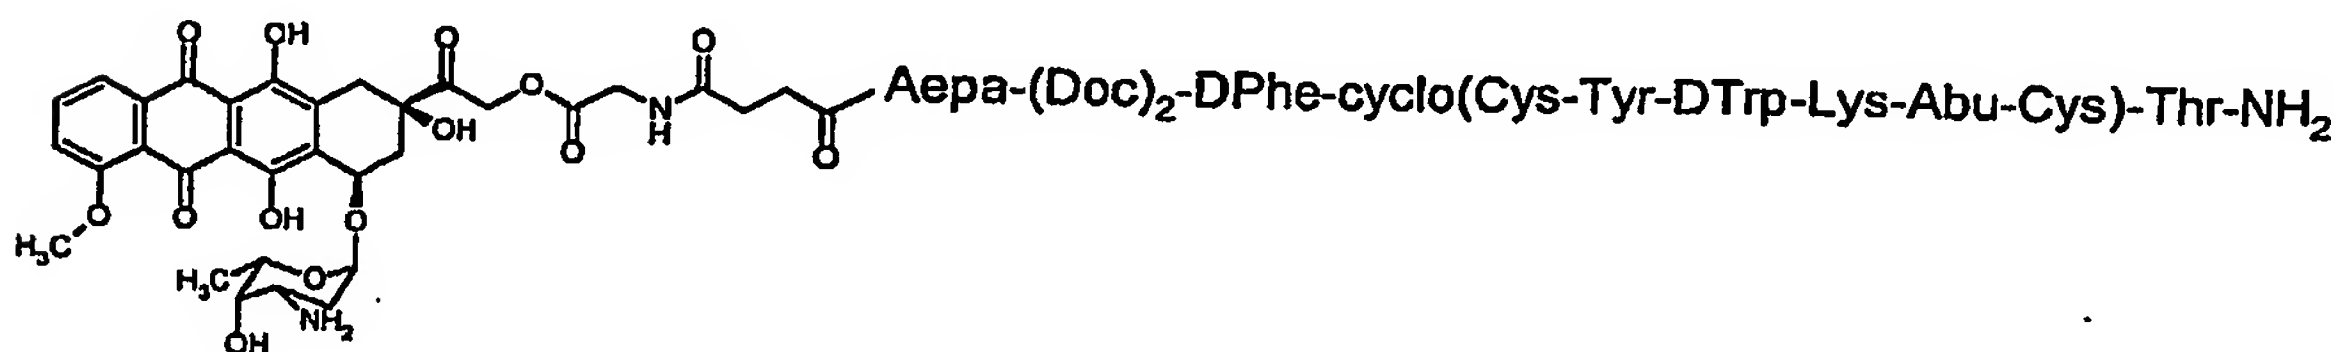 O OH O O
O Aepa-(Doc)₂-DPhe-cyclo(Cys-Tyr-DTrp-Lys-Abu-Cys)-Thr-NH₂
OH O N H O
O O OH O
H₃C
H₃C O
NH₂
OH